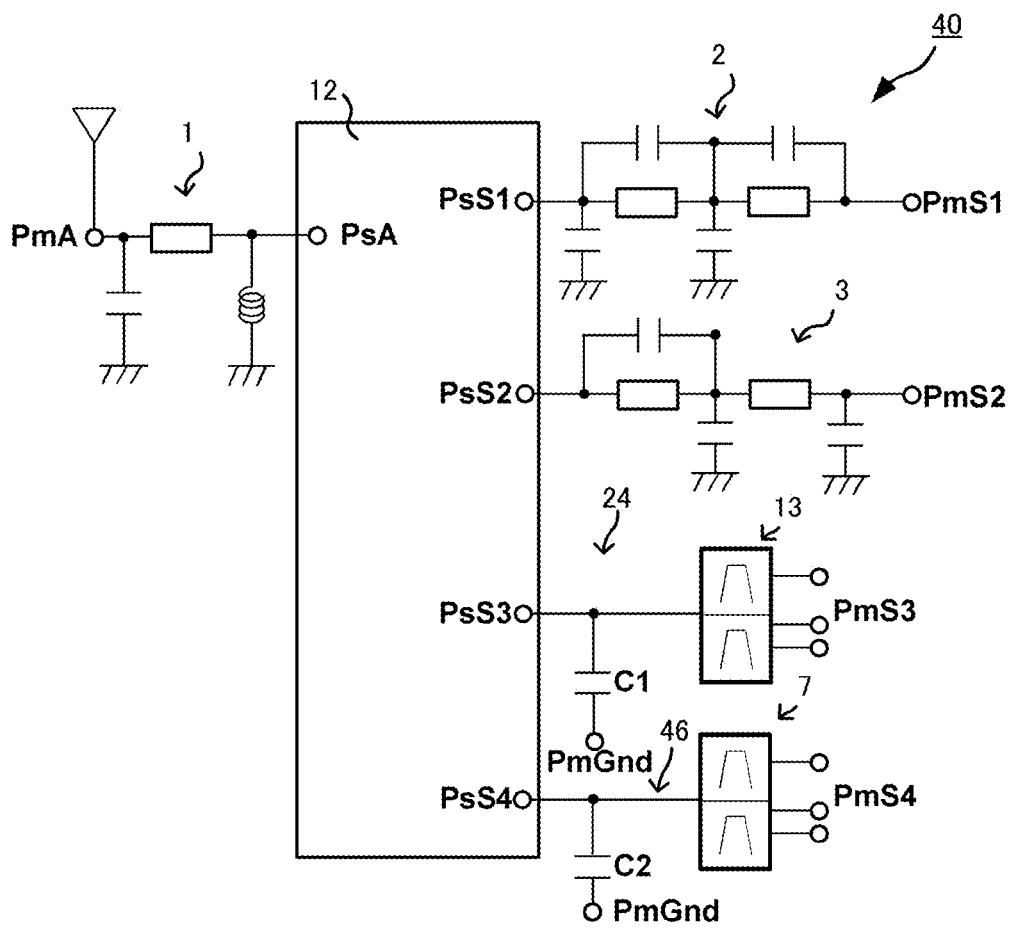 40
2
12
1
PsS1
PmS1
PmA
PsA
3
PsS2
PmS2
24
13
PsS3
PmS3
C1
7
PmGnd
46
PsS4
PmS4
C2
PmGnd